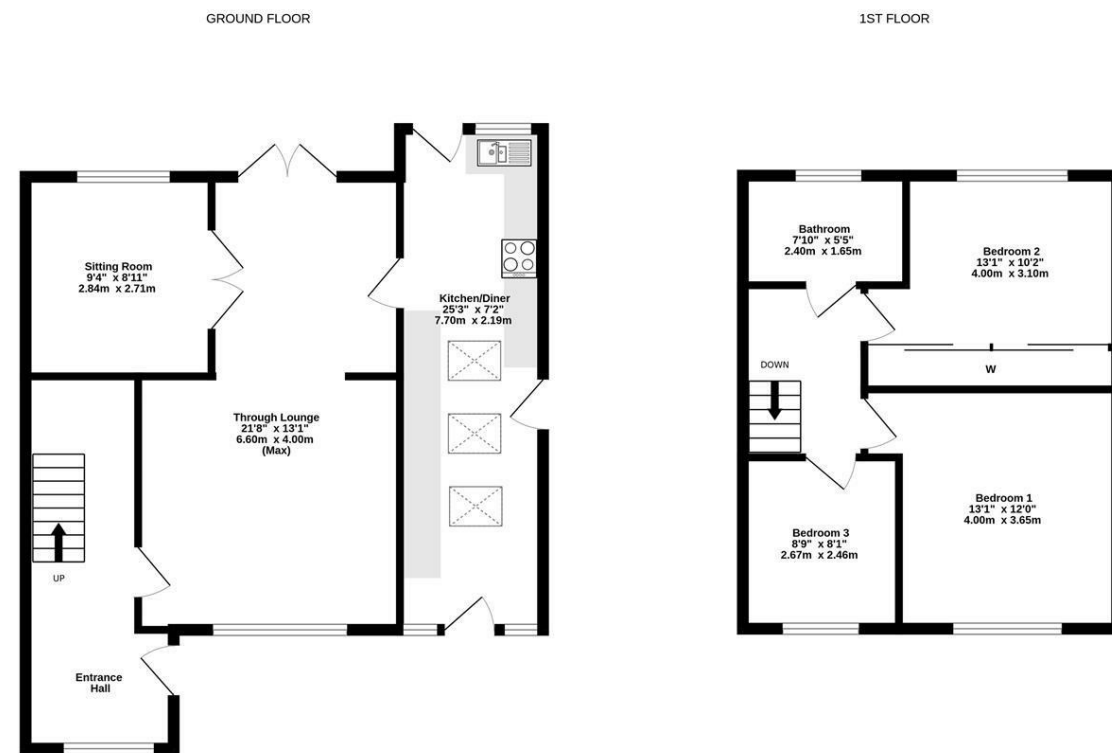 GROUND FLOOR
1ST FLOOR
Sitting Room
9'4" x 8'11"
2.84m x 2.71m
Kitchen/Diner
25'3" x 7'2"
7.70m x 2.19m
Through Lounge
21'8" x 13'1"
6.60m x 4.00m
(Max)
UP
Entrance
Hall
Bathroom
7'10" x 5'5"
2.40m x 1.65m
Bedroom 2
13'1" x 10'2"
4.00m x 3.10m
DOWN
W
Bedroom 1
13'1" x 12'0"
4.00m x 3.65m
Bedroom 3
8'9" x 8'1"
2.67m x 2.46m